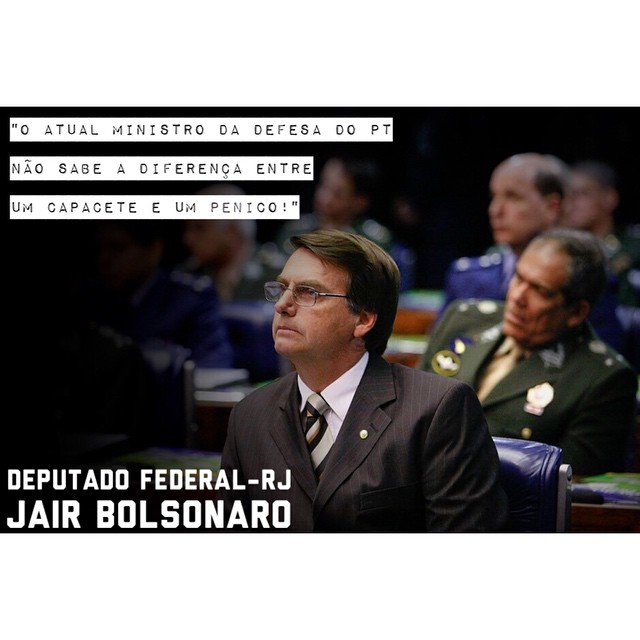 "O ATUAL MINISTRO DA DEFESA DO PT
NÃO SABE A DIFERENÇA ENTRE
UM CAPACETE E UM PENICO!"
DEPUTADO FEDERAL-RJ
JAIR BOLSONARO